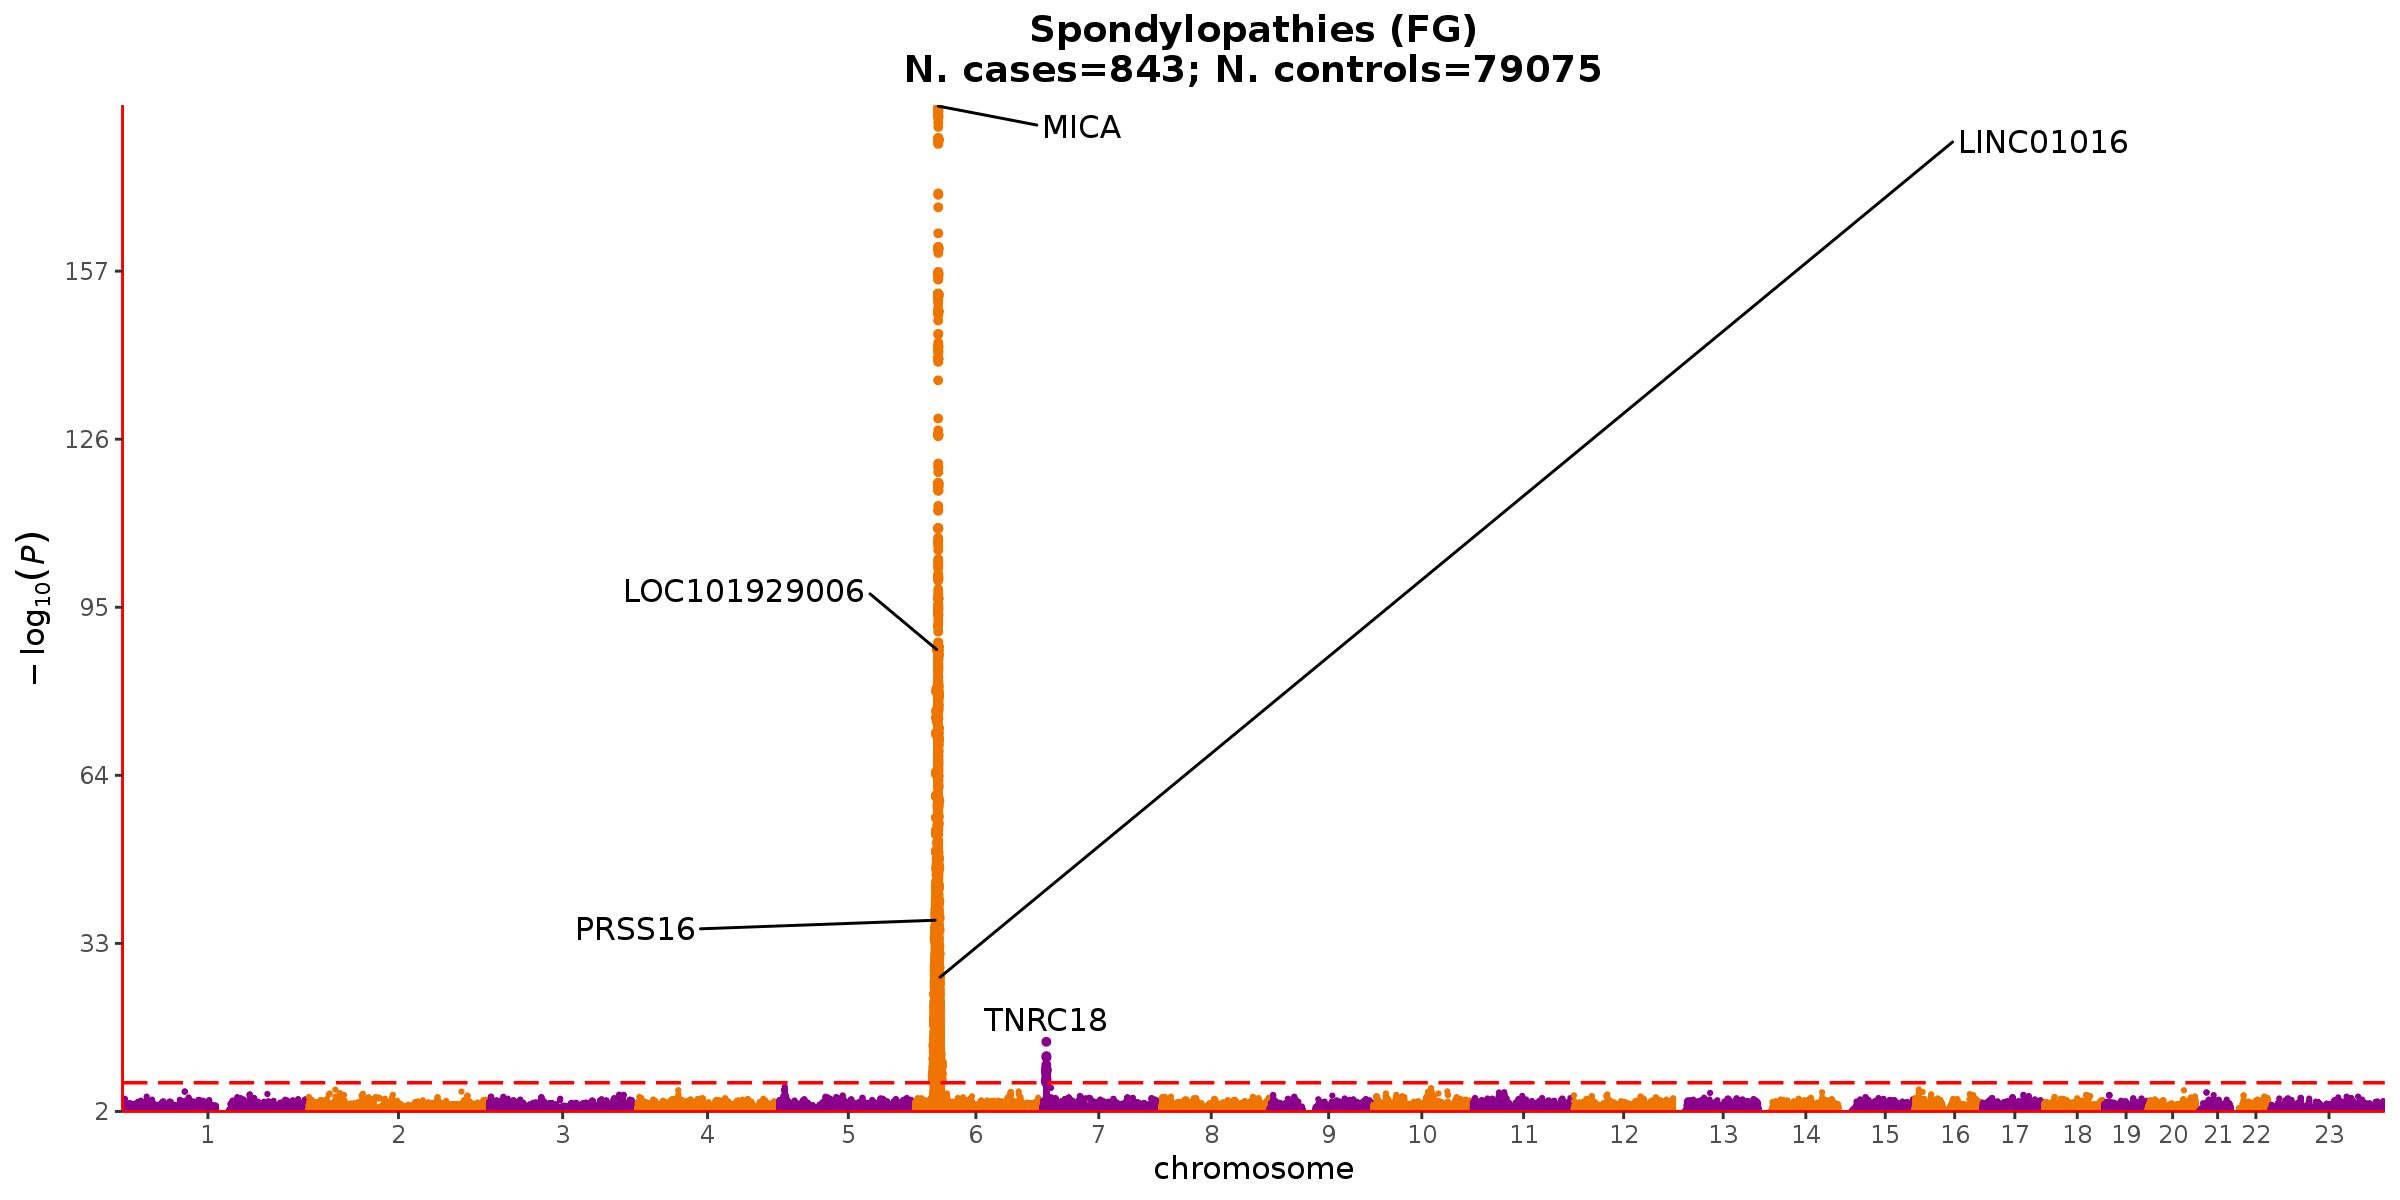 Spondylopathies (FG)
N. cases=843; N. controls=79075
MICA
LINC01016
157
126
LOC101929006
95
−log₁₀(P)
64
PRSS16
33
TNRC18
2
1 2 3 4 5 6 7 8 9 10 11 12 13 14 15 16 17 18 19 20 21 22 23
chromosome